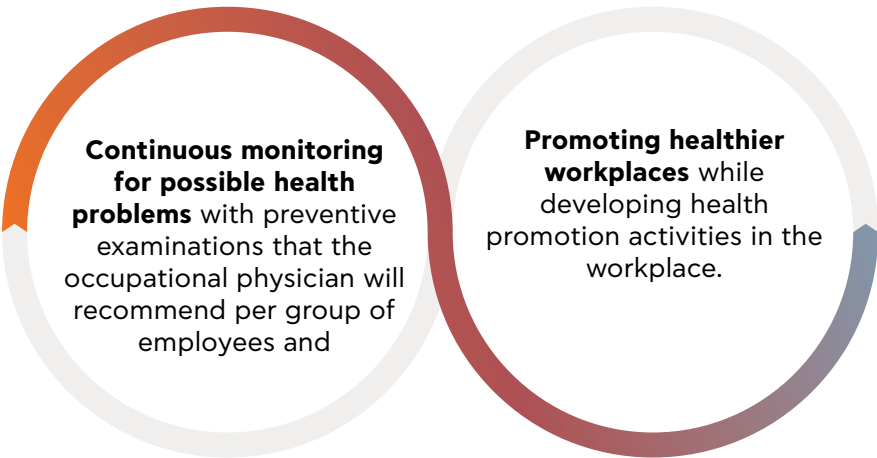 Continuous monitoring
for possible health
problems with preventive
examinations that the
occupational physician will
recommend per group of
employees and
Promoting healthier
workplaces while
developing health
promotion activities in the
workplace.